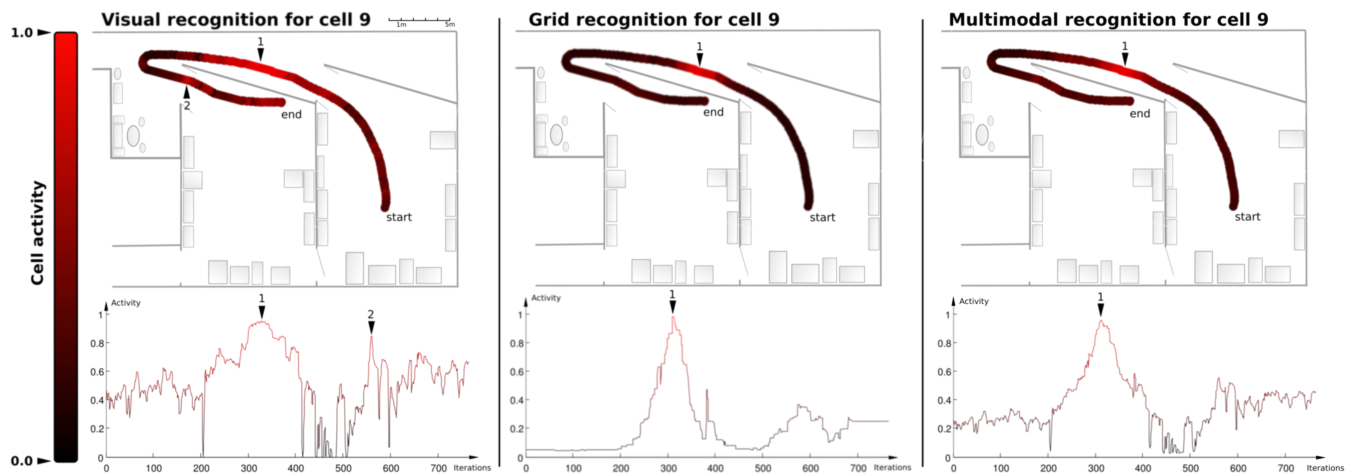 Visual recognition for cell 9
1m 5m
Grid recognition for cell 9
Multimodal recognition for cell 9
1.0
Cell activity
0.0
1
2
end
start
1
end
start
1
end
start
Activity
1
2
1
0.8
0.6
0.4
0.2
0
0 100 200 300 400 500 600 700 Iterations
Activity
1
1
0.8
0.6
0.4
0.2
0
0 100 200 300 400 500 600 700 Iterations
Activity
1
1
0.8
0.6
0.4
0.2
0
0 100 200 300 400 500 600 700 Iterations